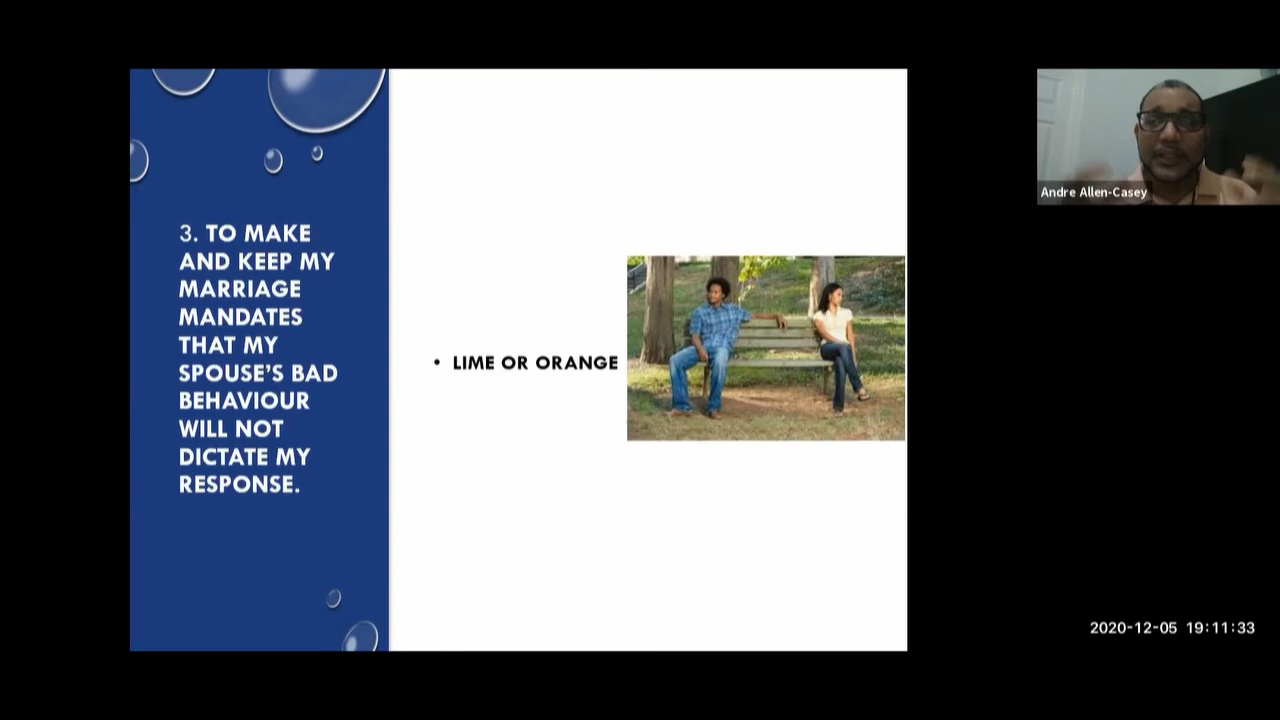 3. TO MAKE
AND KEEP MY
MARRIAGE
MANDATES
THAT MY
SPOUSE'S BAD
BEHAVIOUR
WILL NOT
DICTATE MY
RESPONSE.
• LIME OR ORANGE
Andre Allen-Casey
2020-12-05 19:11:33